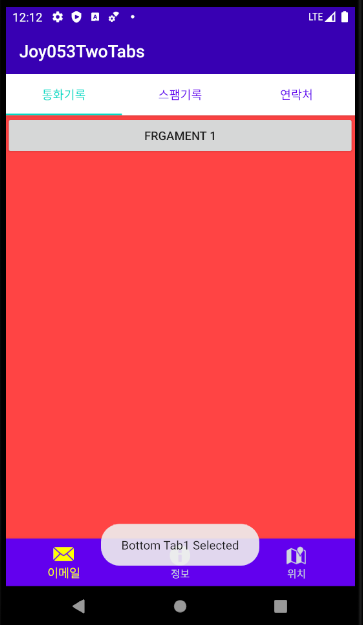 12:12 A LTE
Joy053TwoTabs
통화기록 스팸기록 연락처
FRGAMENT 1
Bottom Tab1 Selected
이메일 정보 위치